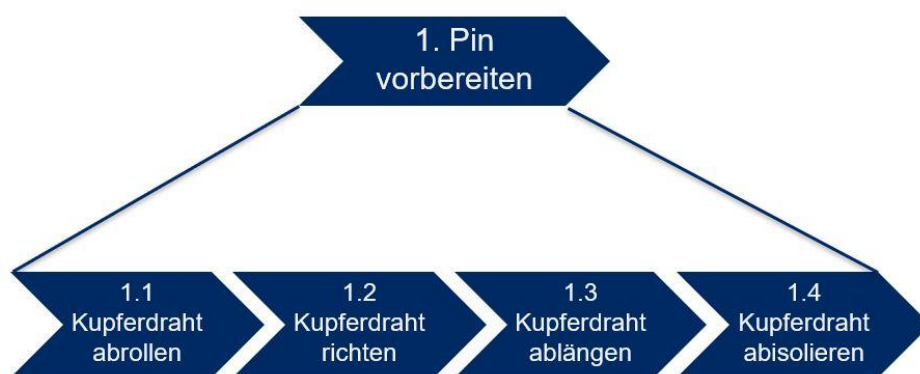 1. Pin
vorbereiten
1.1
Kupferdraht
abrollen
1.2
Kupferdraht
richten
1.3
Kupferdraht
ablängen
1.4
Kupferdraht
abisolieren